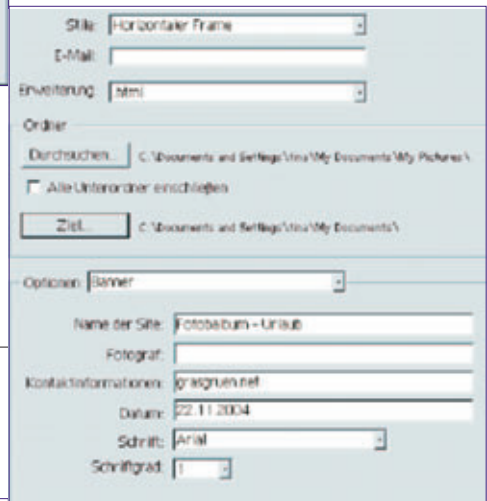 Stile: Horizontaler Frame
E-Mail:
Erweiterung: .html
Ordner
Durchsuchen... C:\Documents and Settings\tina\My Documents\My Pictures\
Alle Unterordner einschließen
Ziel... C:\Documents and Settings\tina\My Documents\
Optionen: Banner
Name der Site: Fotobalbum - Urlaub
Fotograf:
Kontaktinformationen: grasgruen.net
Datum: 22.11.2004
Schrift: Arial
Schriftgrad: 1